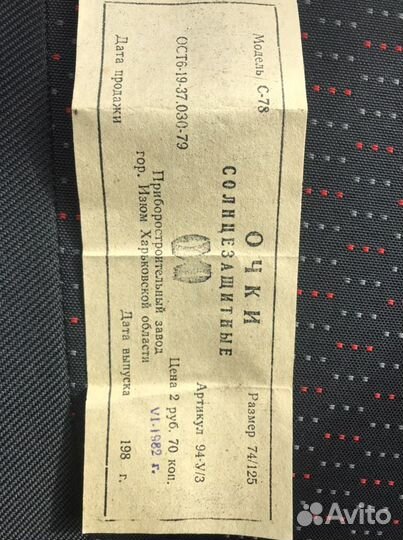 ОЧКИ
СОЛНЦЕЗАЩИТНЫЕ
Модель С-78 Размер 74/125
ОСТ6-19-37.030-79 Артикул 94-У/3
Цена 2 руб. 70 коп.
Приборостроительный завод
гор. Изюм Харьковской области
VI-1982 г.
Дата продажи Дата выпуска 198 г.
Avito